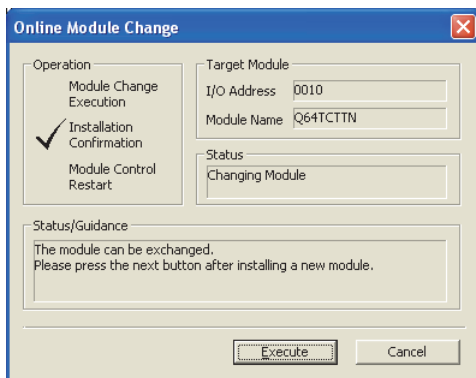 Online Module Change
Operation
Module Change
Execution
Installation
Confirmation
Module Control
Restart
Target Module
I/O Address 0010
Module Name Q64TCTTN
Status
Changing Module
Status/Guidance
The module can be exchanged.
Please press the next button after installing a new module.
Execute
Cancel